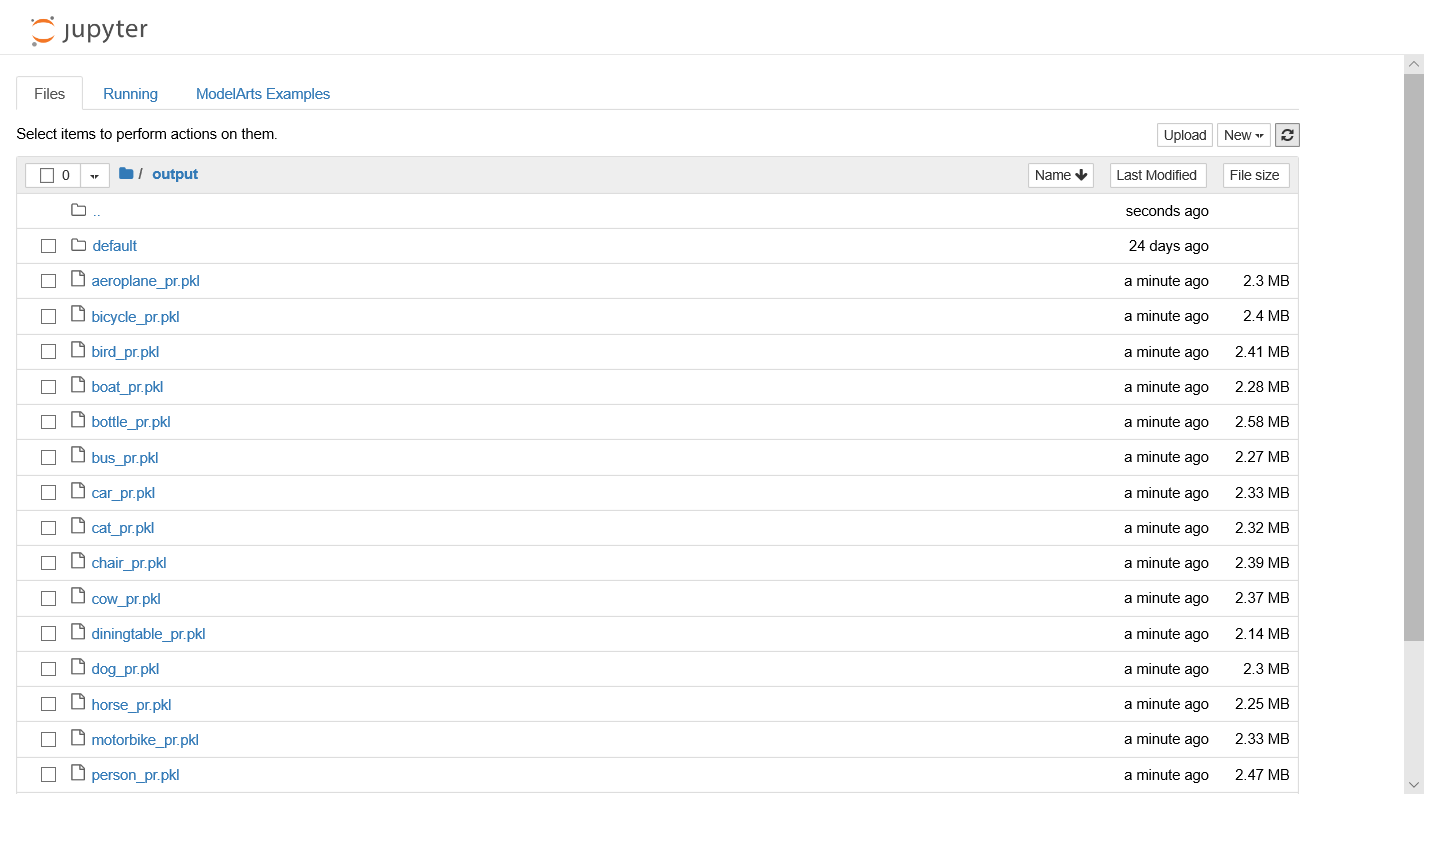 jupyter
Files Running ModelArts Examples
Select items to perform actions on them. Upload New
0 / output Name Last Modified File size
.. seconds ago
default 24 days ago
aeroplane_pr.pkl a minute ago 2.3 MB
bicycle_pr.pkl a minute ago 2.4 MB
bird_pr.pkl a minute ago 2.41 MB
boat_pr.pkl a minute ago 2.28 MB
bottle_pr.pkl a minute ago 2.58 MB
bus_pr.pkl a minute ago 2.27 MB
car_pr.pkl a minute ago 2.33 MB
cat_pr.pkl a minute ago 2.32 MB
chair_pr.pkl a minute ago 2.39 MB
cow_pr.pkl a minute ago 2.37 MB
diningtable_pr.pkl a minute ago 2.14 MB
dog_pr.pkl a minute ago 2.3 MB
horse_pr.pkl a minute ago 2.25 MB
motorbike_pr.pkl a minute ago 2.33 MB
person_pr.pkl a minute ago 2.47 MB